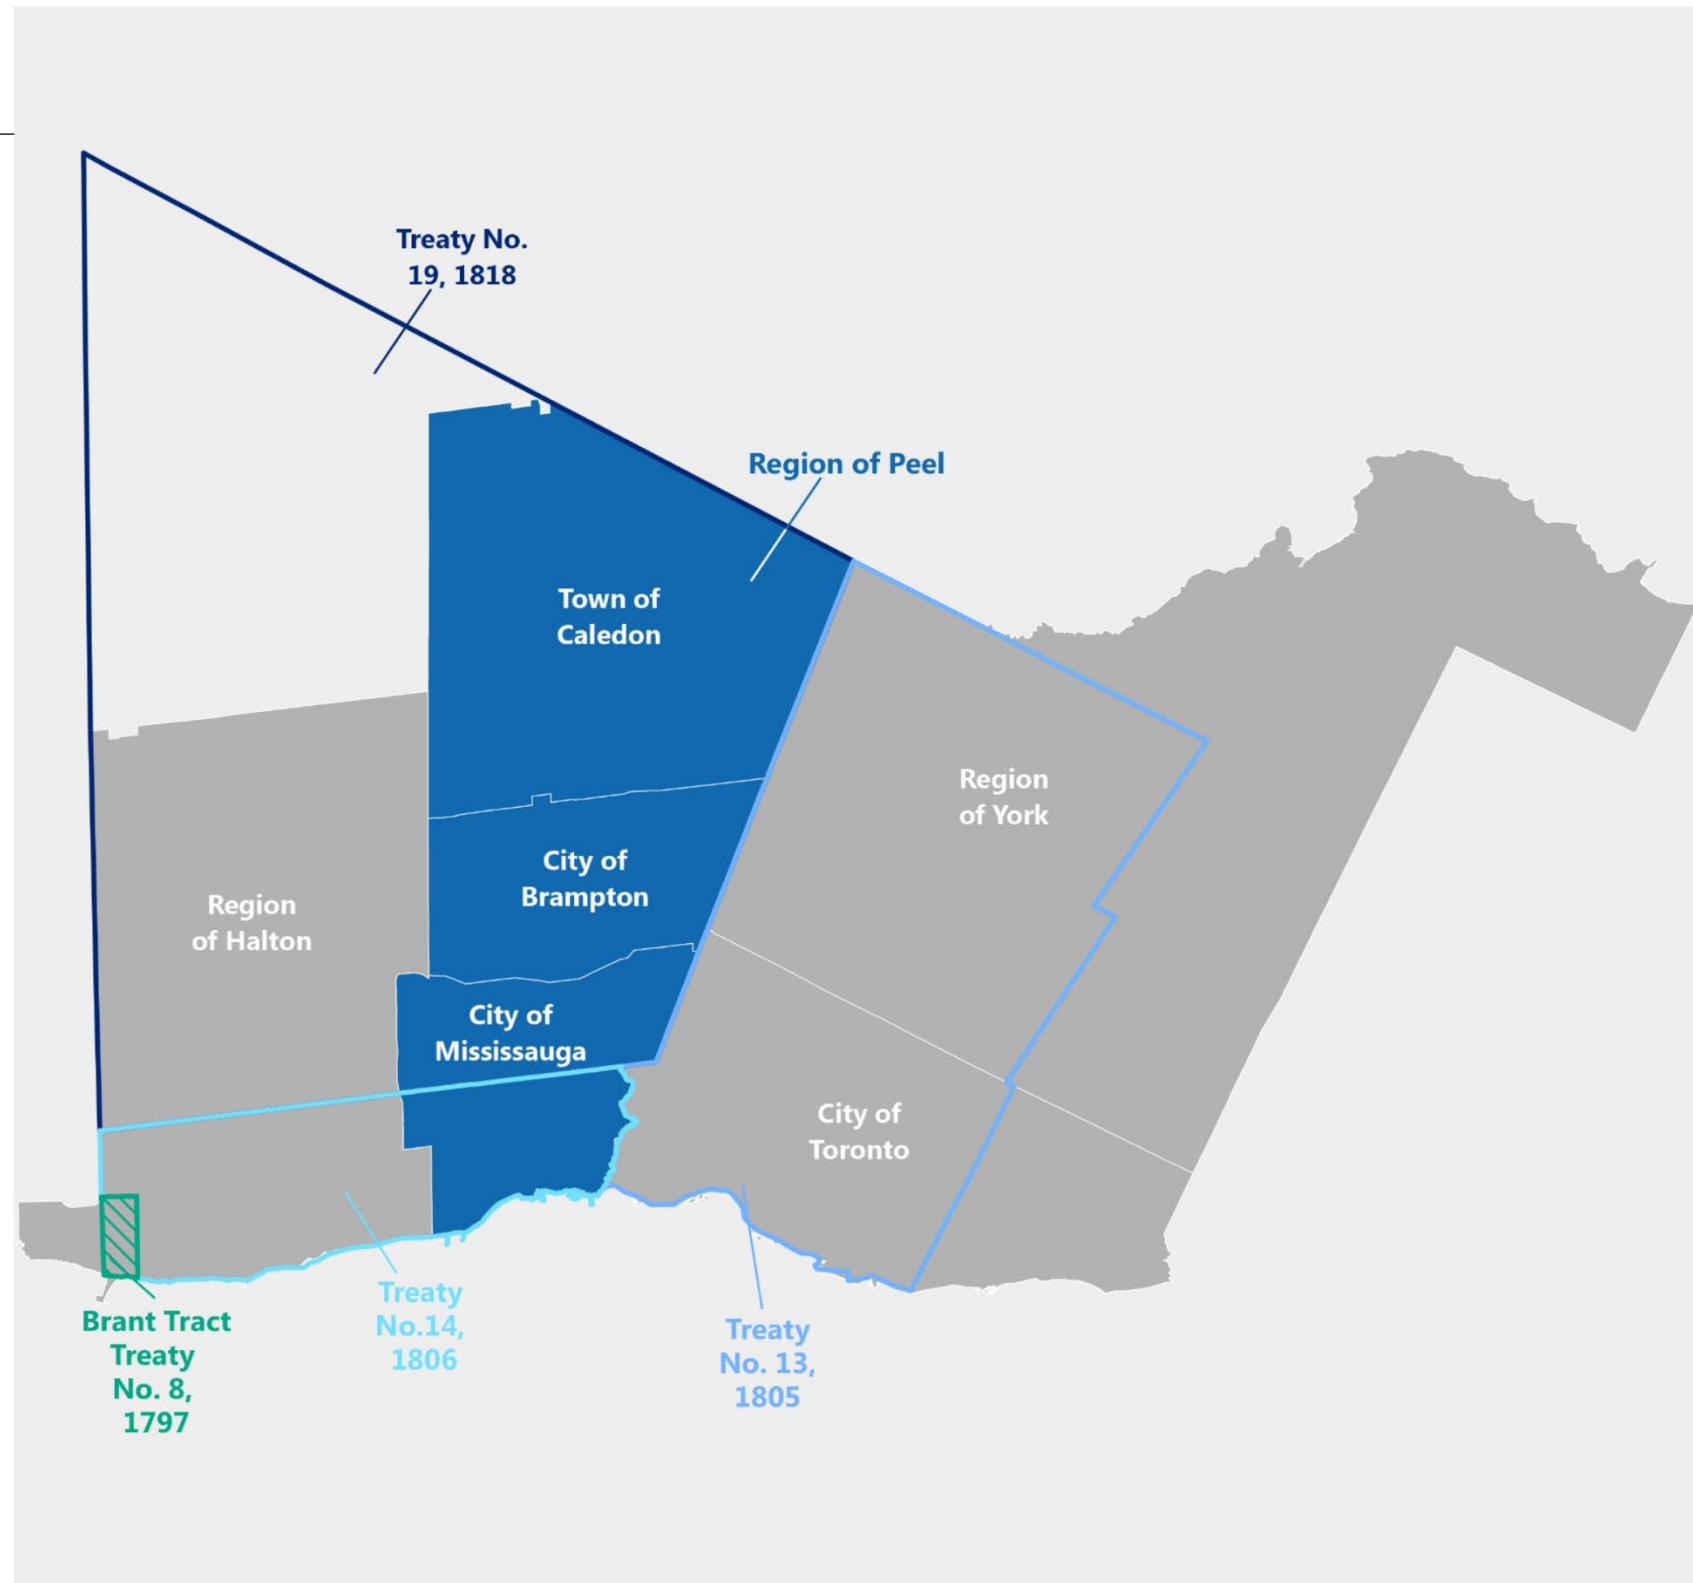 Treaty No.
19, 1818
Region of Peel
Town of
Caledon
Region
of York
City of
Brampton
Region
of Halton
City of
Mississauga
City of
Toronto
Treaty
No.14,
1806
Brant Tract
Treaty
No. 8,
1797
Treaty
No. 13,
1805